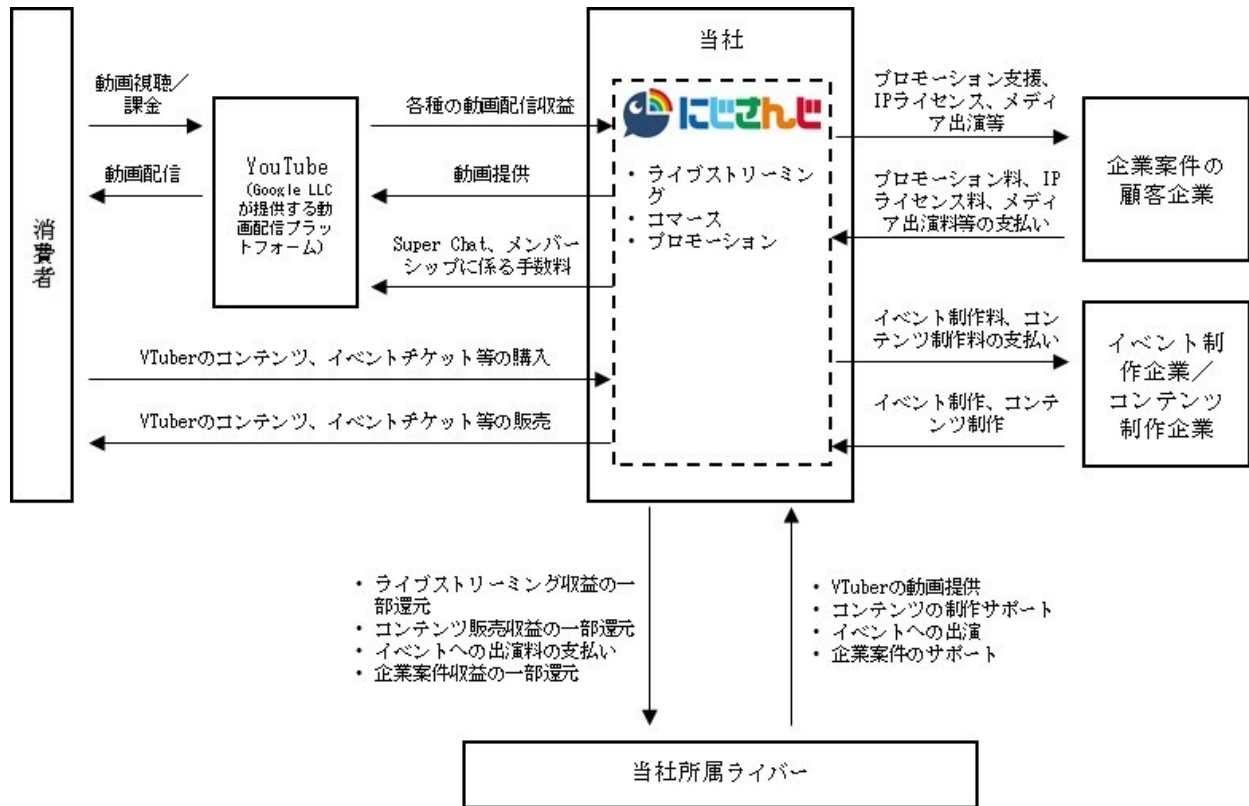 当社
にじさんじ
・ ライブストリーミン
グ
・ コマース
・ プロモーション
消
費
者
動画視聴/
課金
動画配信
YouTube
(Google LLC
が提供する動
画配信プラッ
トフォーム)
各種の動画配信収益
動画提供
Super Chat、メンバー
シップに係る手数料
VTuberのコンテンツ、イベントチケット等の購入
VTuberのコンテンツ、イベントチケット等の販売
プロモーション支援、
IPライセンス、メディ
ア出演等
プロモーション料、IP
ライセンス料、メディ
ア出演料等の支払い
企業案件の
顧客企業
イベント制作料、コン
テンツ制作料の支払い
イベント制作、コンテ
ンツ制作
イベント制
作企業/
コンテンツ
制作企業
・ ライブストリーミング収益の一
部還元
・ コンテンツ販売収益の一部還元
・ イベントへの出演料の支払い
・ 企業案件収益の一部還元
・ VTuberの動画提供
・ コンテンツの制作サポート
・ イベントへの出演
・ 企業案件のサポート
当社所属ライバー